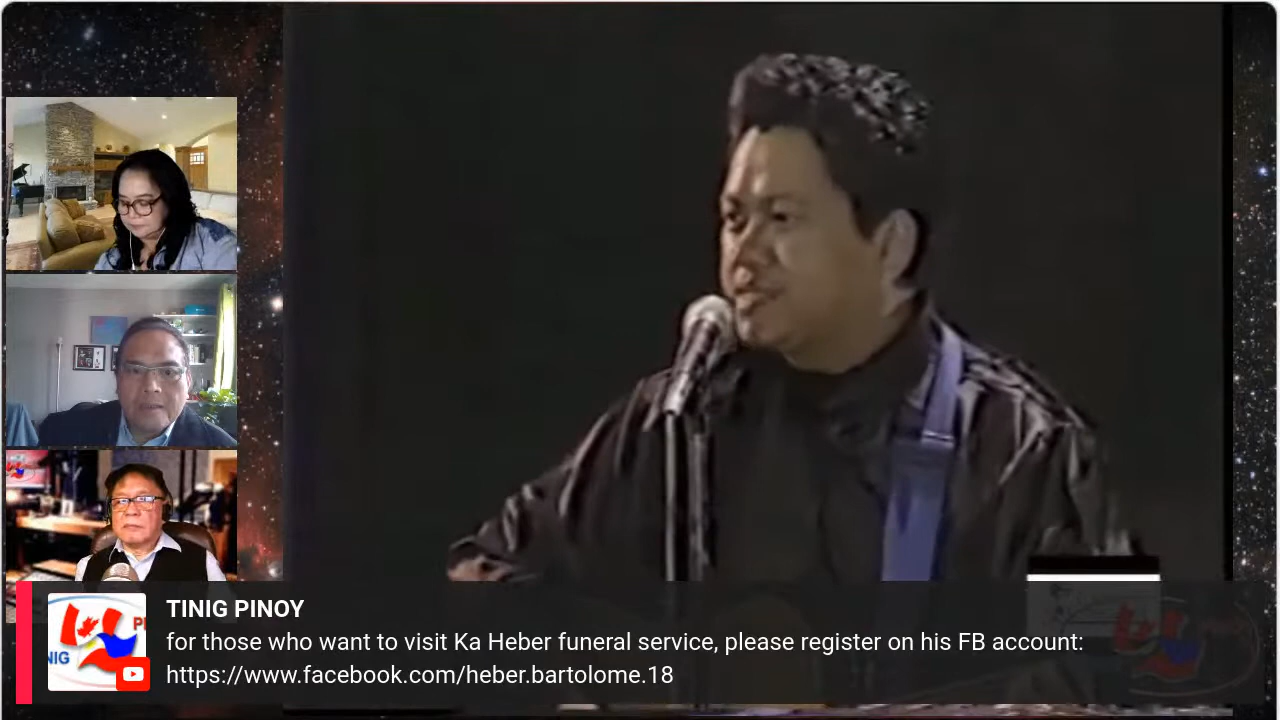 TINIG PINOY
for those who want to visit Ka Heber funeral service, please register on his FB account:
https://www.facebook.com/heber.bartolome.18